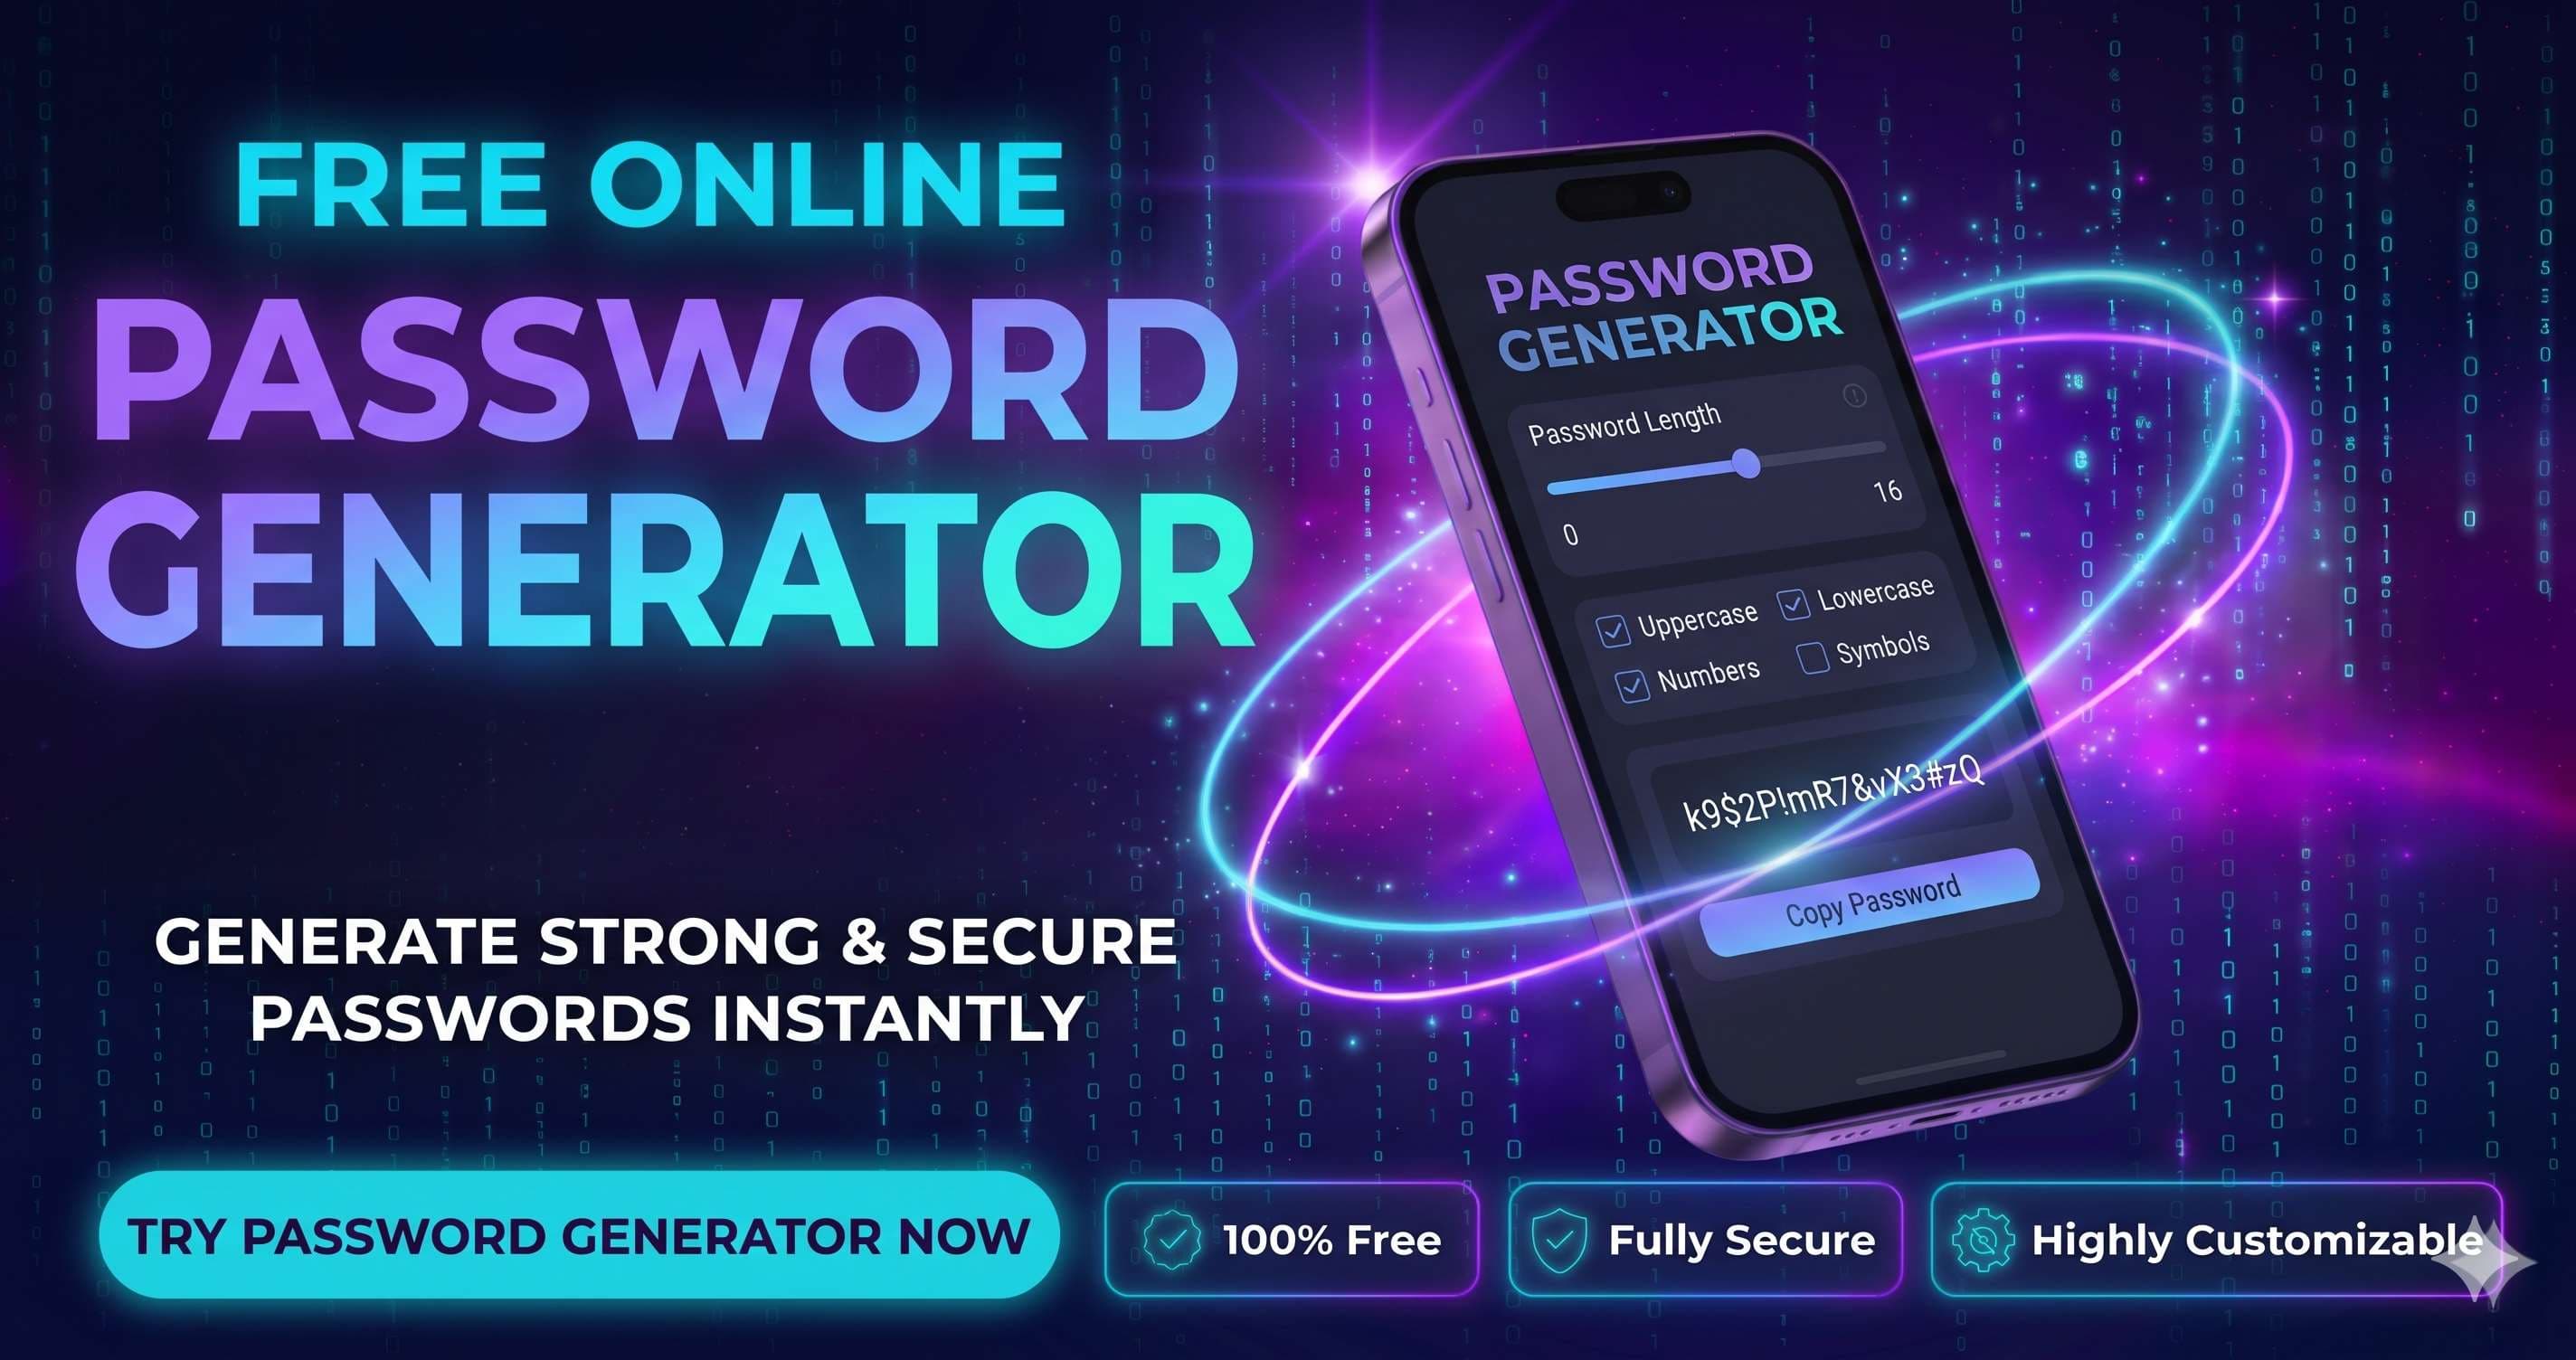 FREE ONLINE
PASSWORD
GENERATOR
GENERATE STRONG & SECURE
PASSWORDS INSTANTLY
TRY PASSWORD GENERATOR NOW
100% Free
Fully Secure
Highly Customizable
PASSWORD
GENERATOR
Password Length
0
16
Uppercase
Lowercase
Numbers
Symbols
k9$2P!mR7&vX3#zQ
Copy Password